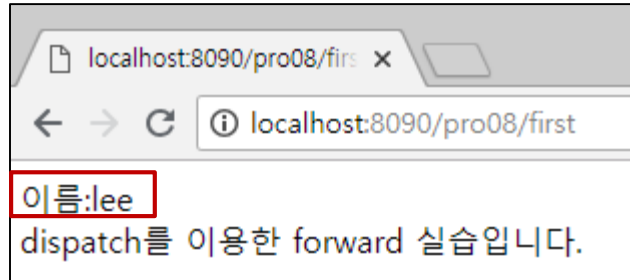 localhost:8090/pro08/firs
localhost:8090/pro08/first
이름:lee
dispatch를 이용한 forward 실습입니다.